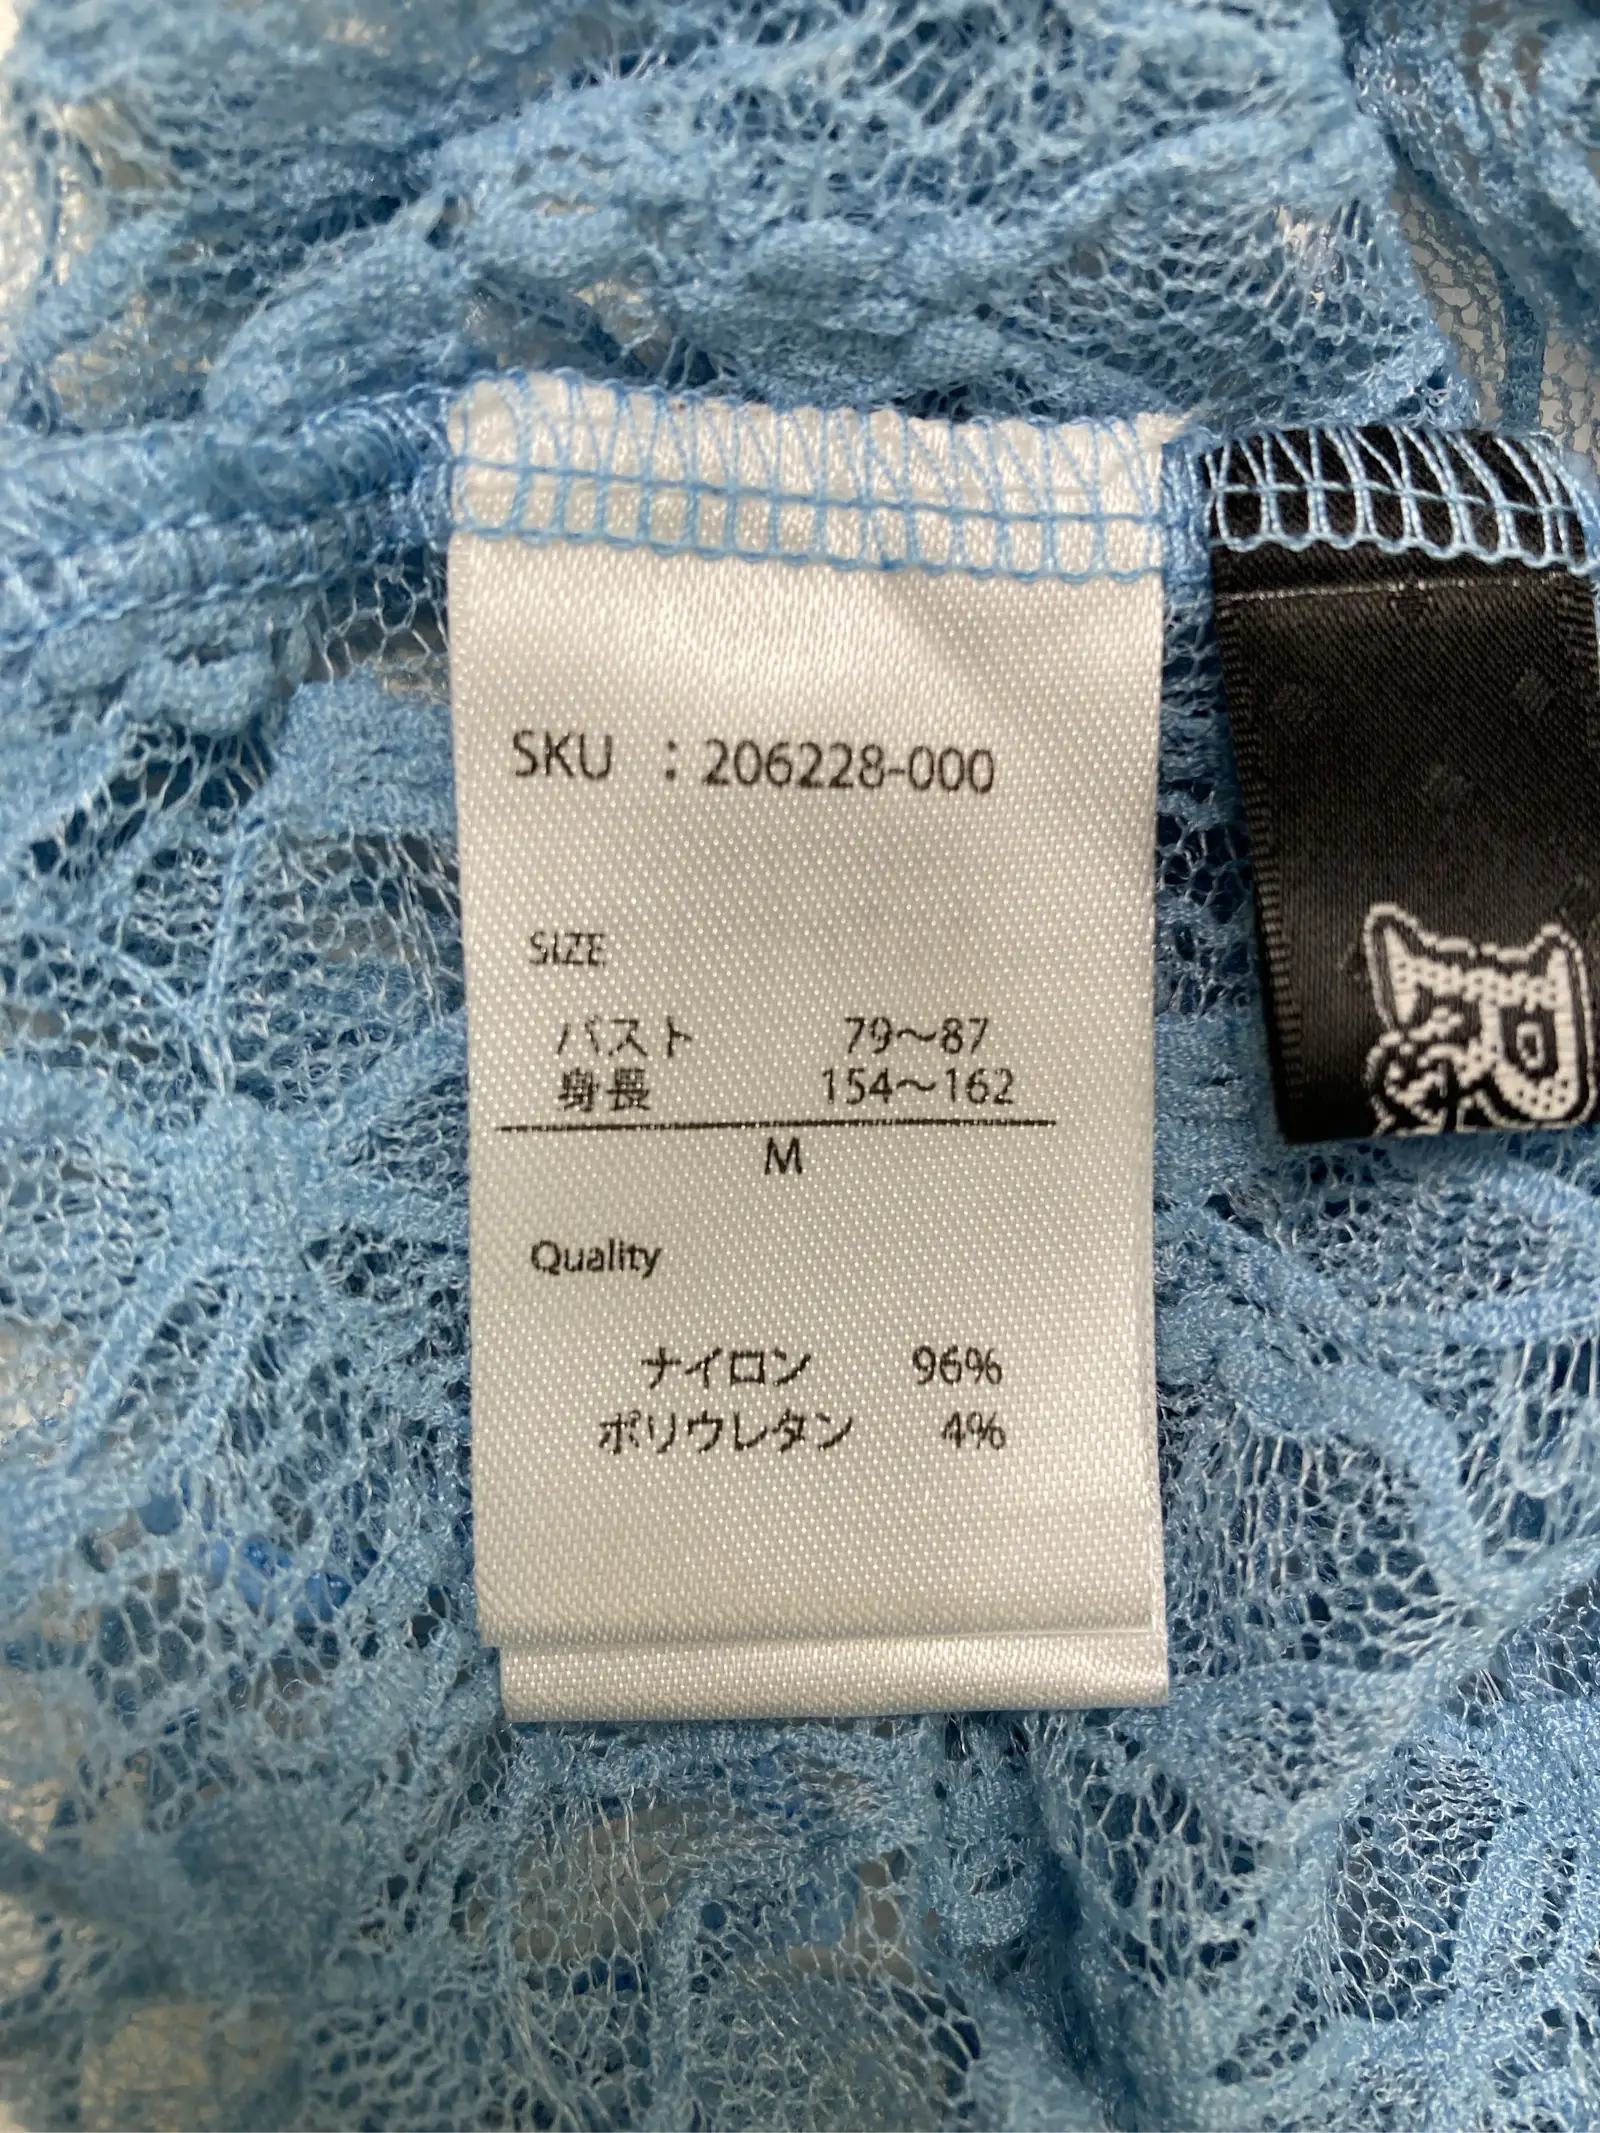 SKU : 206228-000
SIZE
バスト 79～87
身長 154～162
M
Quality
ナイロン 96%
ポリウレタン 4%